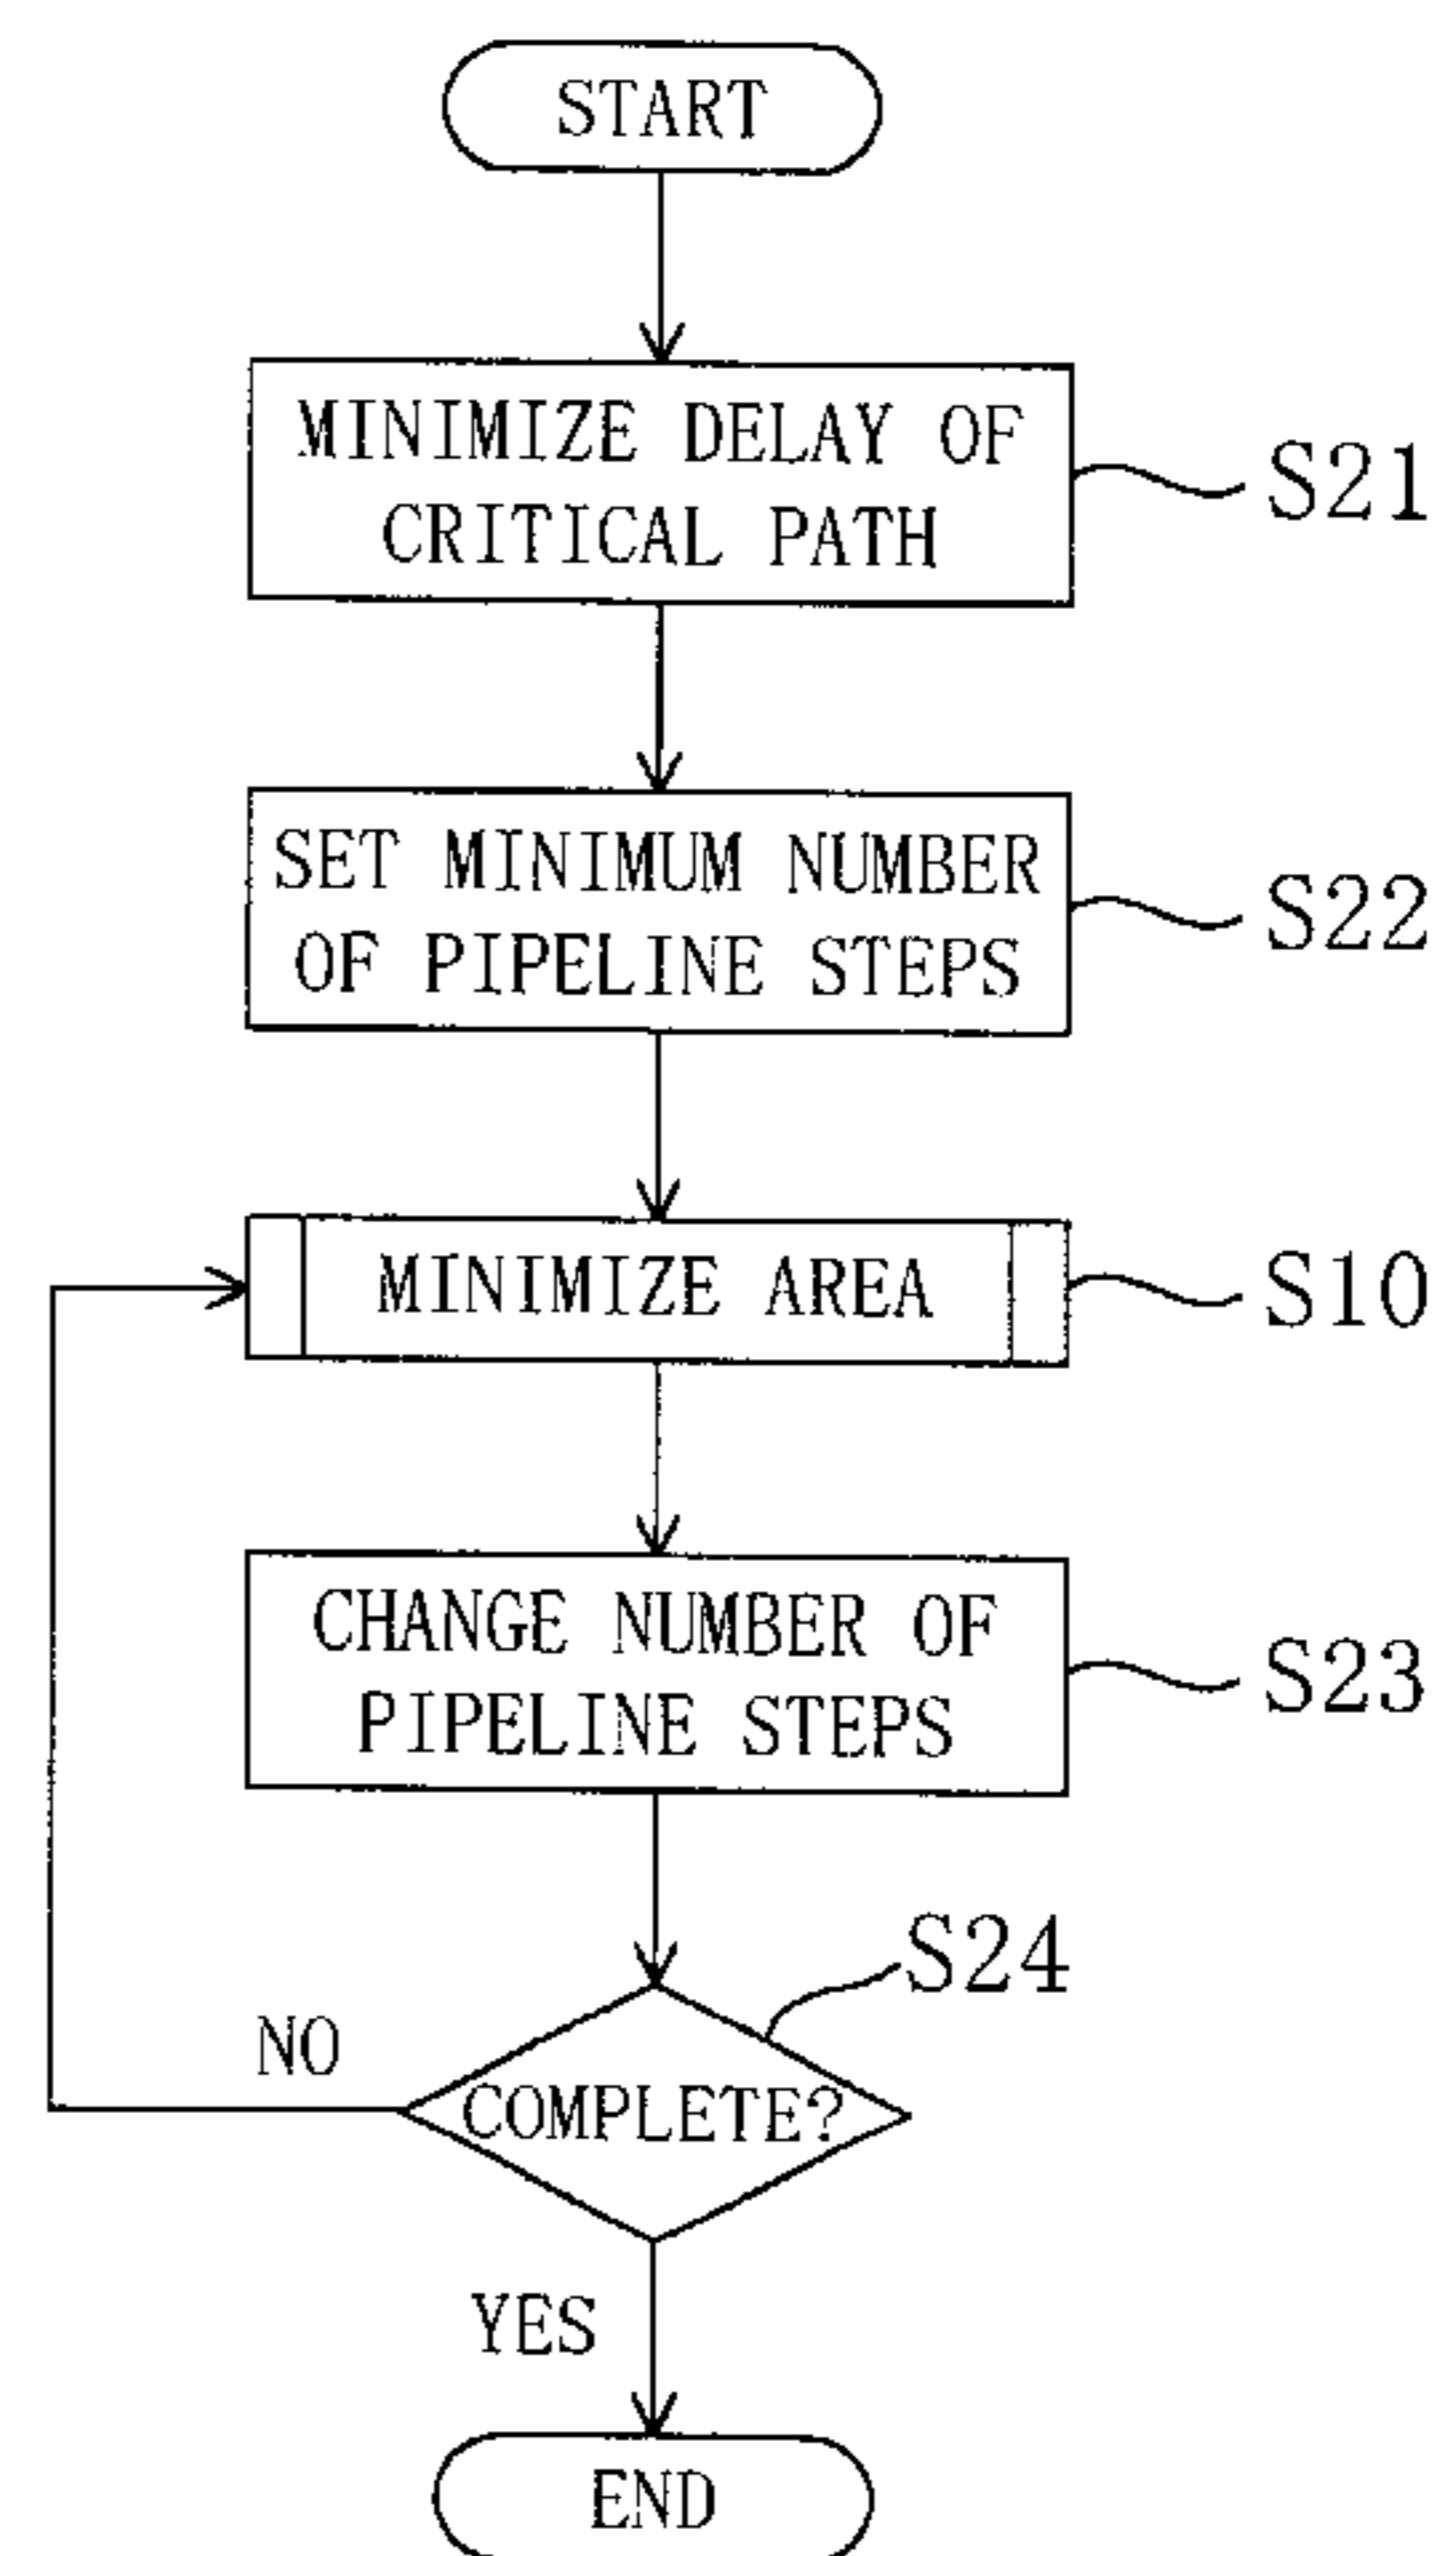 START
MINIMIZE DELAY OF
CRITICAL PATH
S21
SET MINIMUM NUMBER
OF PIPELINE STEPS
S22
MINIMIZE AREA
S10
CHANGE NUMBER OF
PIPELINE STEPS
S23
S24
NO
COMPLETE?
YES
END